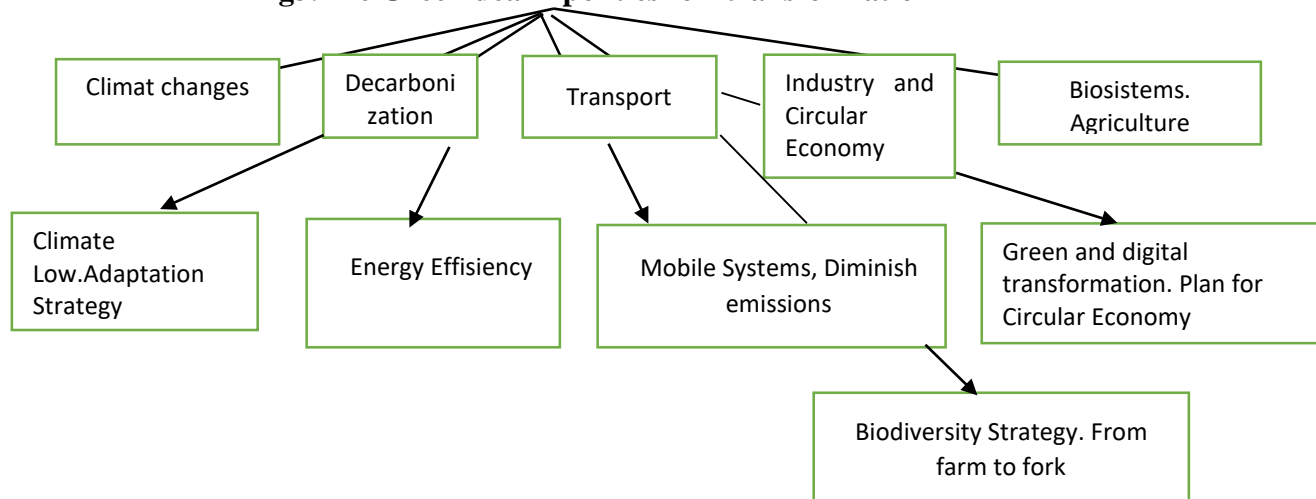 Climat changes
Decarboni
zation
Transport
Industry and
Circular
Economy
Biosistems.
Agriculture
Climate
Low.Adaptation
Strategy
Energy Effisiency
Mobile Systems, Diminish
emissions
Green and digital
transformation. Plan for
Circular Economy
Biodiversity Strategy. From
farm to fork